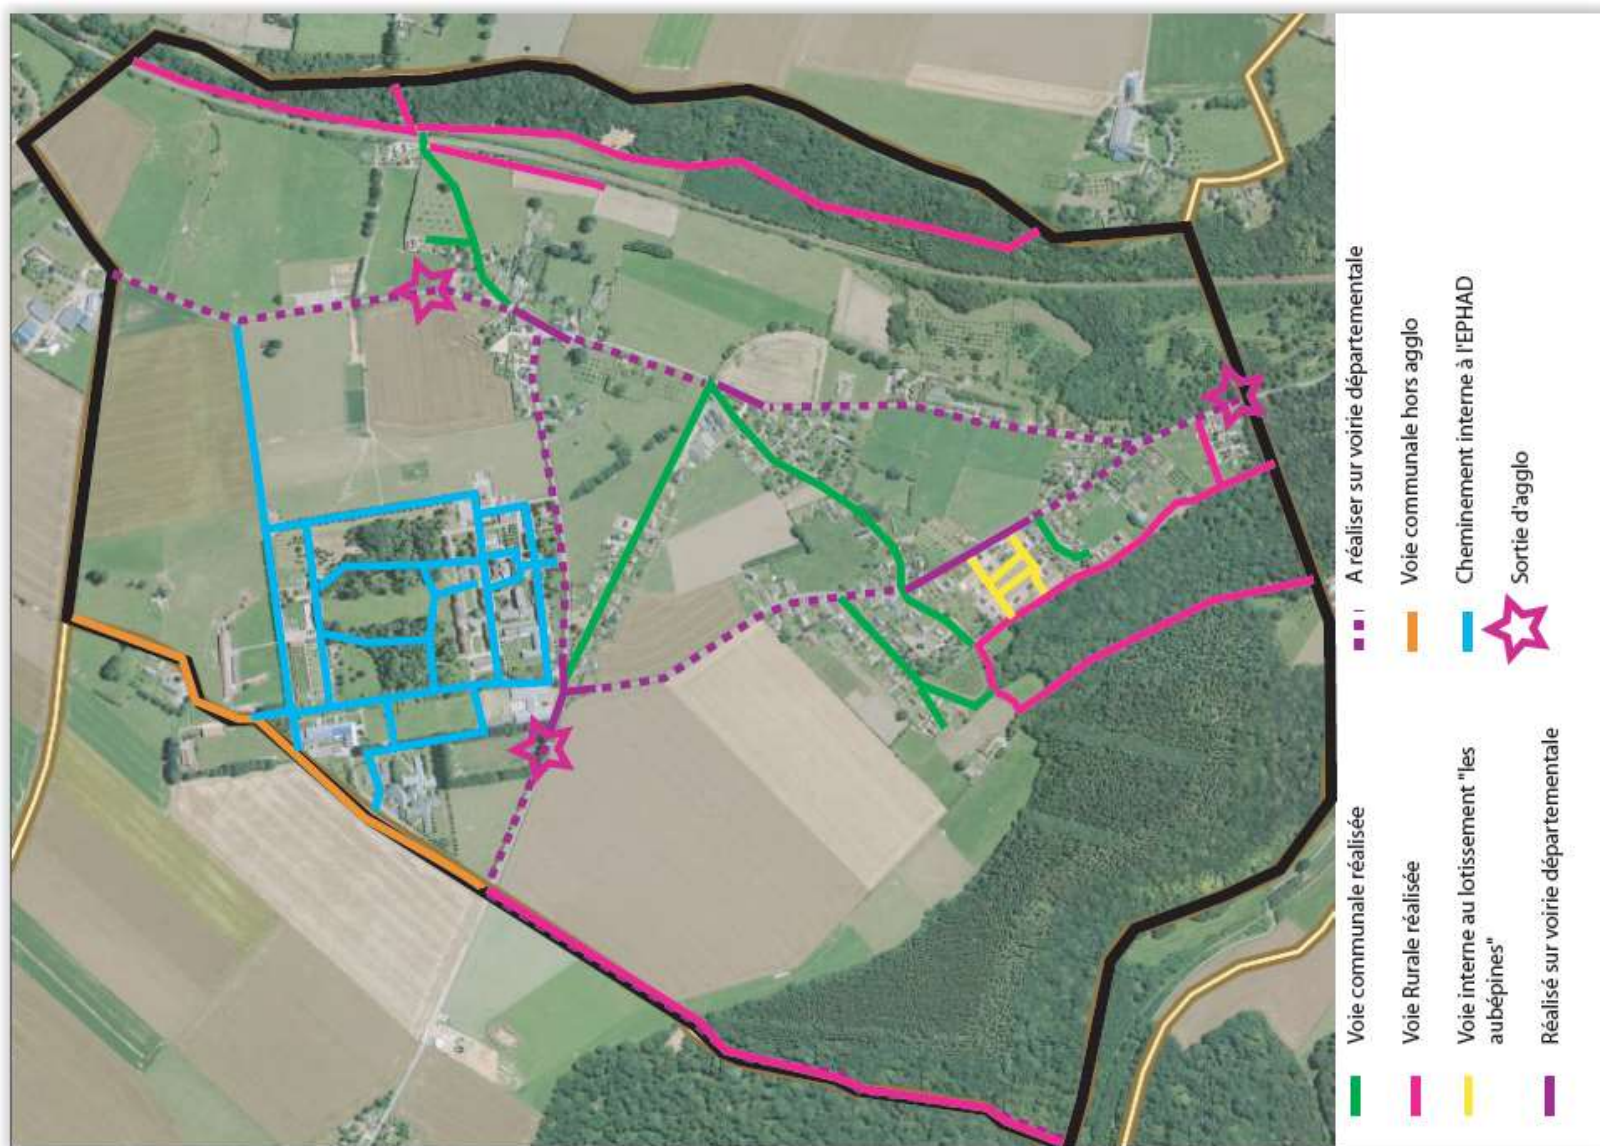 Voie communale réalisée
Voie Rurale réalisée
Voie interne au lotissement "les
aubépines"
Réalisé sur voirie départementale
A réaliser sur voirie départementale
Voie communale hors agglo
Cheminement interne à l'EPHAD
Sortie d'agglo